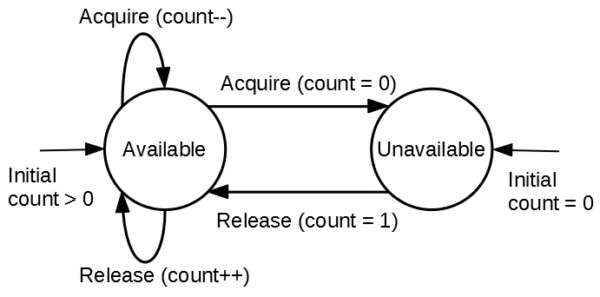 Acquire (count--)
Acquire (count = 0)
Available
Unavailable
Initial
count > 0
Initial
count = 0
Release (count = 1)
Release (count++)